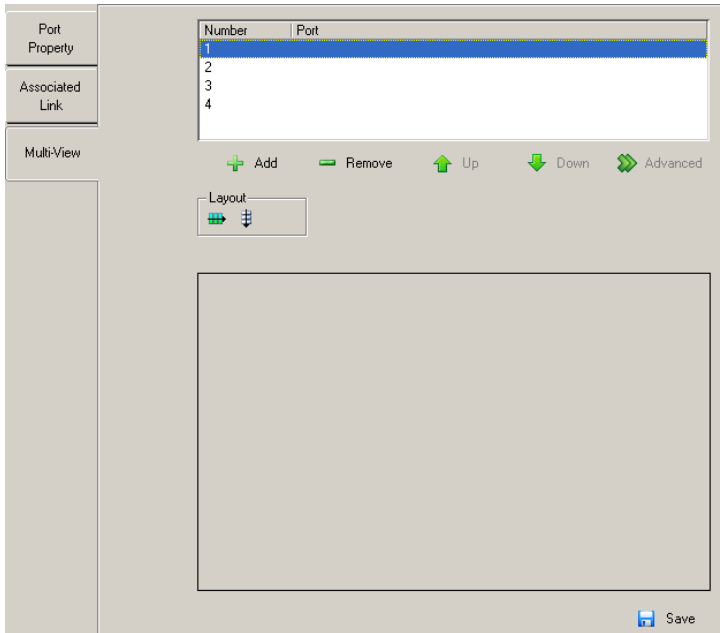 Port
Property
Associated
Link
Multi-View
Number Port
1
2
3
4
Add Remove Up Down Advanced
Layout
Save